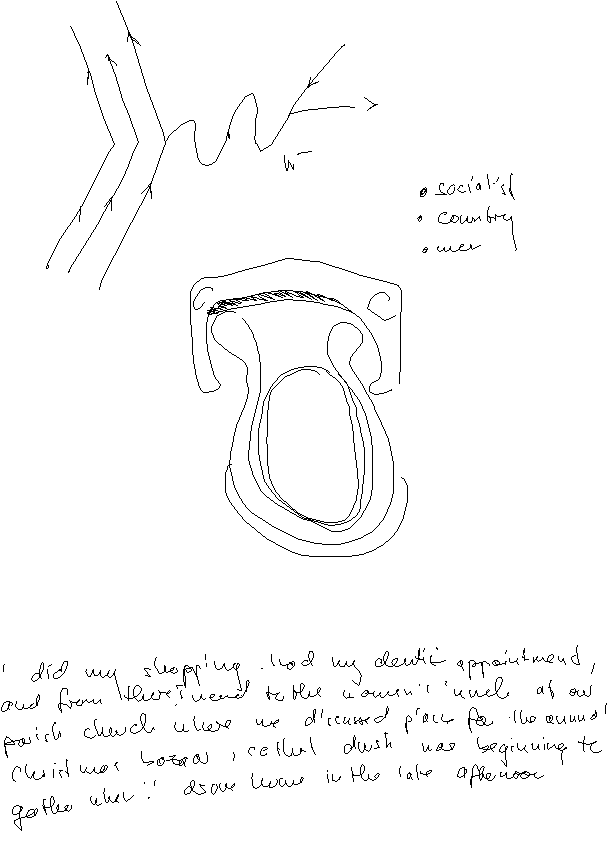 W⁻
• socialist
• country
• men
I did my shopping. had my dentist appointment,
and from there I went to the women's lunch at our
parish church where we discussed plans for the annual
Christmas bazaar, so that dusk was beginning to
gather when I drove home in the late afternoon